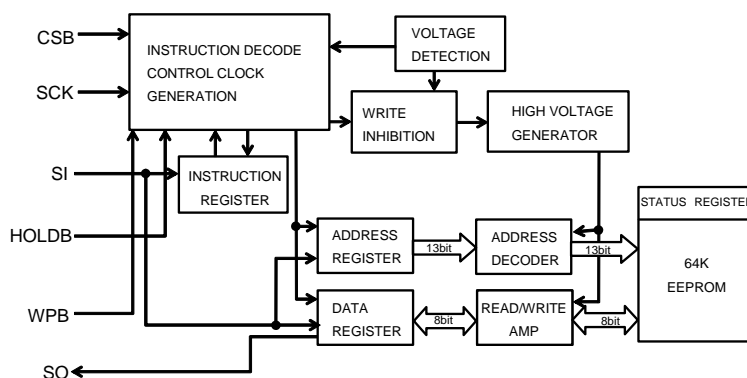 CSB
SCK
SI
HOLDB
WPB
SO
INSTRUCTION DECODE
CONTROL CLOCK
GENERATION
VOLTAGE
DETECTION
WRITE
INHIBITION
HIGH VOLTAGE
GENERATOR
INSTRUCTION
REGISTER
ADDRESS
REGISTER
13bit
ADDRESS
DECODER
13bit
DATA
REGISTER
8bit
READ/WRITE
AMP
8bit
STATUS REGISTER
64K
EEPROM